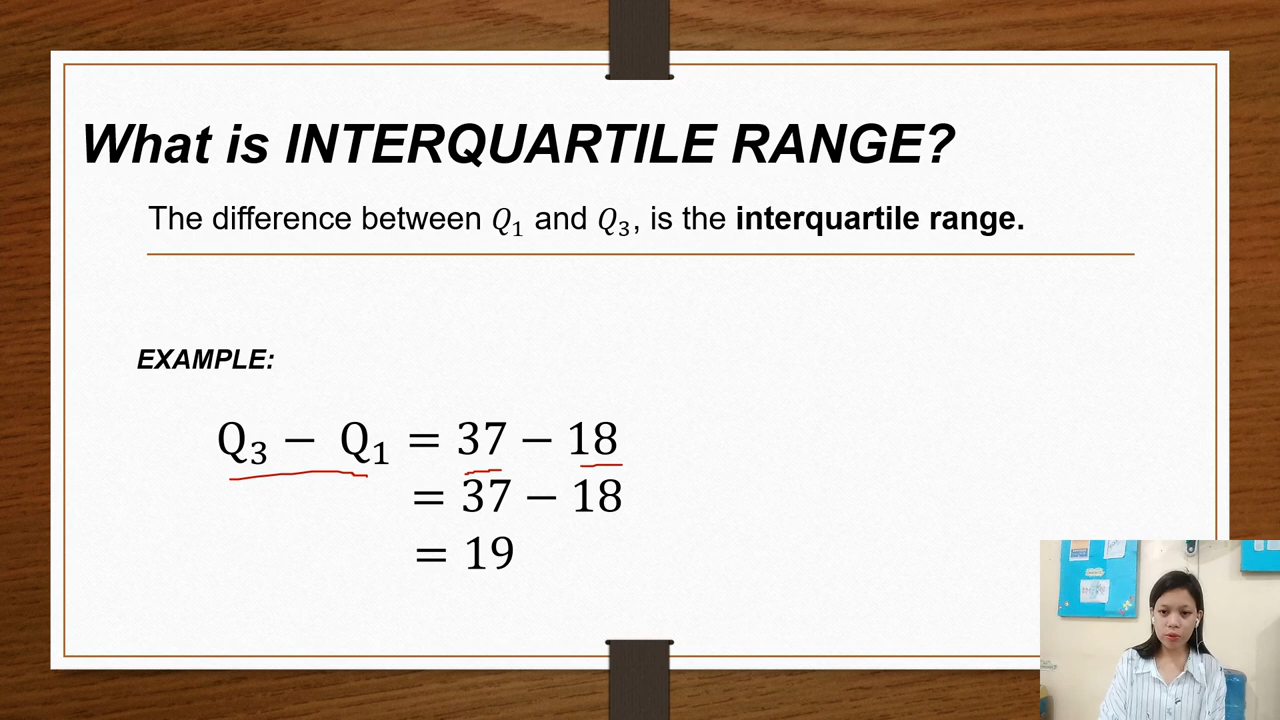 What is INTERQUARTILE RANGE?
The difference between Q₁ and Q₃, is the interquartile range.
EXAMPLE:
Q₃ − Q₁ = 37 − 18
= 37 − 18
= 19